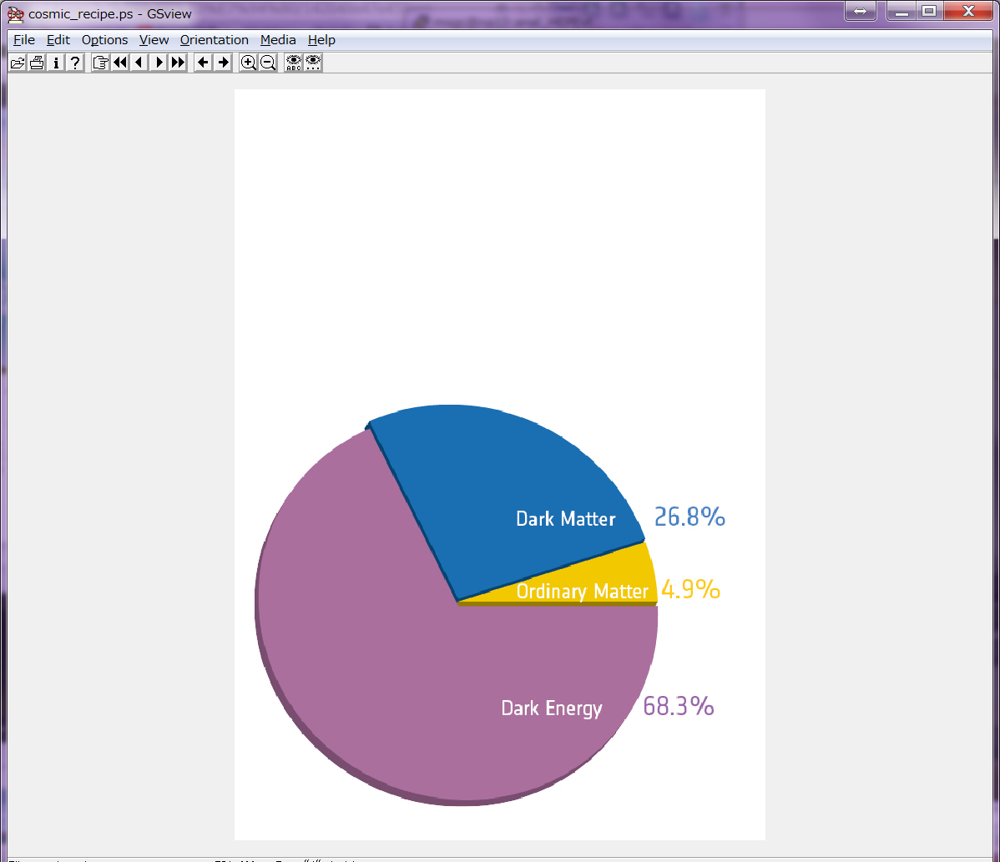 cosmic_recipe.ps - GSview
File Edit Options View Orientation Media Help
ABC
Dark Matter 26.8%
Ordinary Matter 4.9%
Dark Energy 68.3%